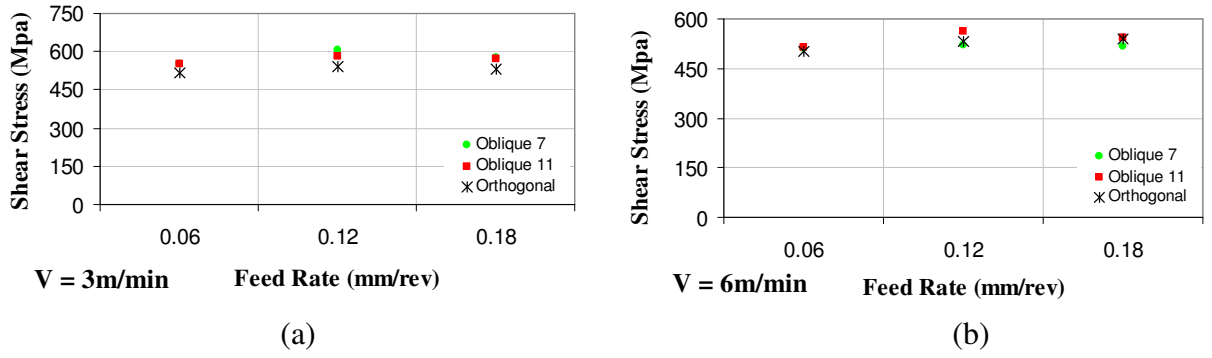 Shear Stress (Mpa)
750
600
450
300
150
0
Oblique 7
Oblique 11
Orthogonal
0.06
0.12
0.18
V = 3m/min
Feed Rate (mm/rev)
(a)
Shear Stress (Mpa)
600
450
300
150
0
Oblique 7
Oblique 11
Orthogonal
0.06
0.12
0.18
V = 6m/min
Feed Rate (mm/rev)
(b)